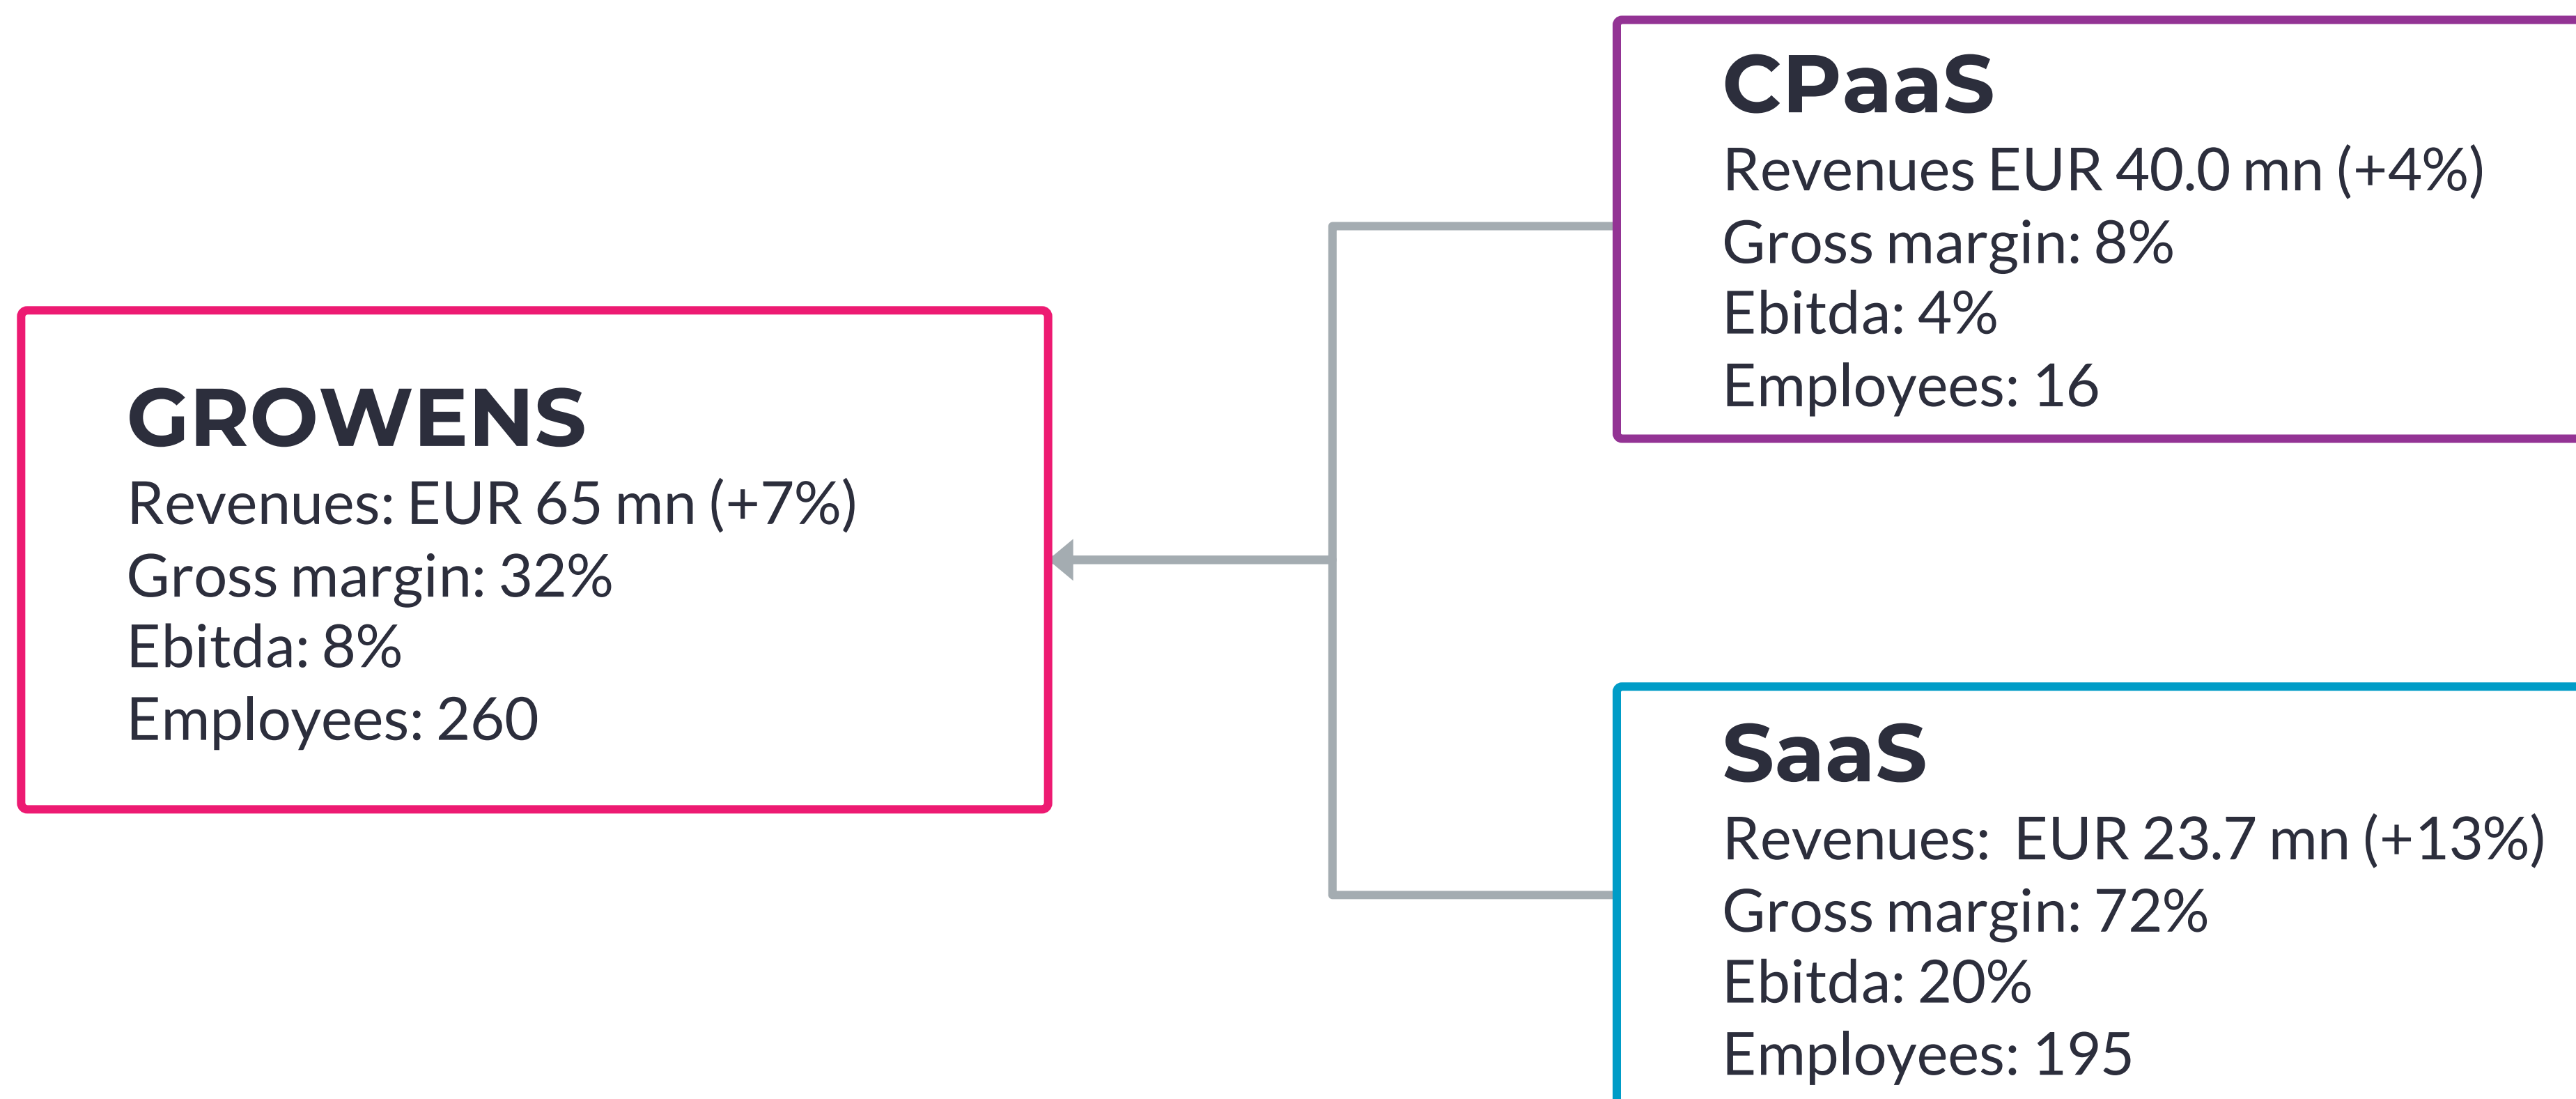 GROWENS
Revenues: EUR 65 mn (+7%)
Gross margin: 32%
Ebitda: 8%
Employees: 260
CPaaS
Revenues EUR 40.0 mn (+4%)
Gross margin: 8%
Ebitda: 4%
Employees: 16
SaaS
Revenues:  EUR 23.7 mn (+13%)
Gross margin: 72%
Ebitda: 20%
Employees: 195